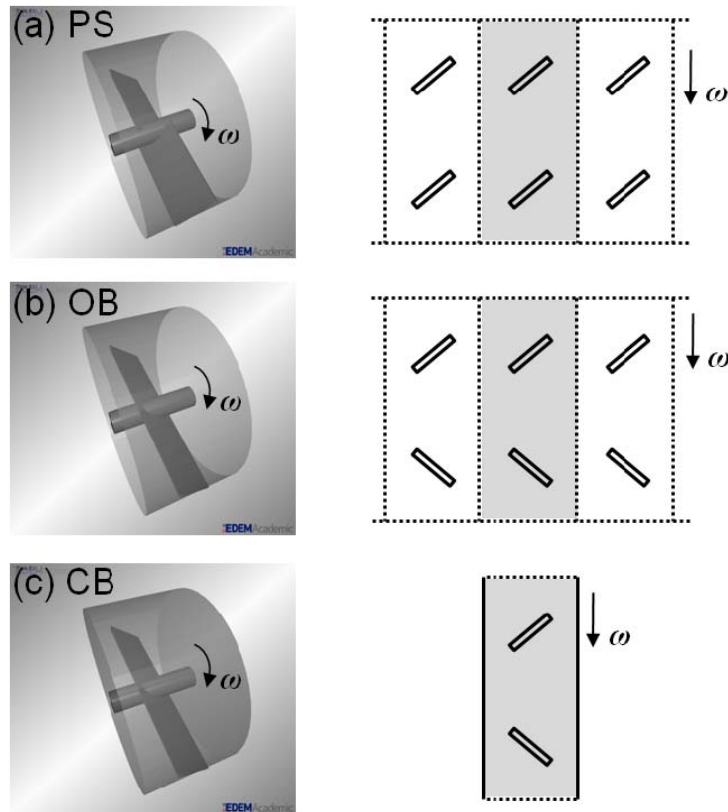 (a) PS
ω
EDEMAcademic
ω
(b) OB
ω
EDEMAcademic
ω
(c) CB
ω
EDEMAcademic
ω